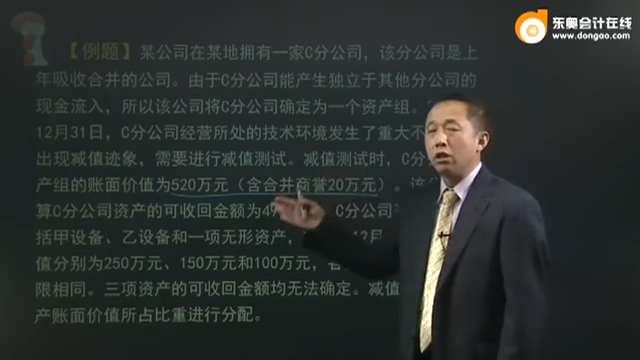 东奥会计在线
www.dongao.com
【例题】某公司在某地拥有一家C分公司，该分公司是上
年吸收合并的公司。由于C分公司能产生独立于其他分公司的
现金流入，所以该公司将C分公司确定为一个资产组。
12月31日，C分公司经营所处的技术环境发生了重大不
出现减值迹象，需要进行减值测试。减值测试时，C分
产组的账面价值为520万元（含合并商誉20万元）。该
算C分公司资产的可收回金额为4 C分公司
括甲设备、乙设备和一项无形资产， 12月
值分别为250万元、150万元和100万元，
限相同。三项资产的可收回金额均无法确定。减值
产账面价值所占比重进行分配。